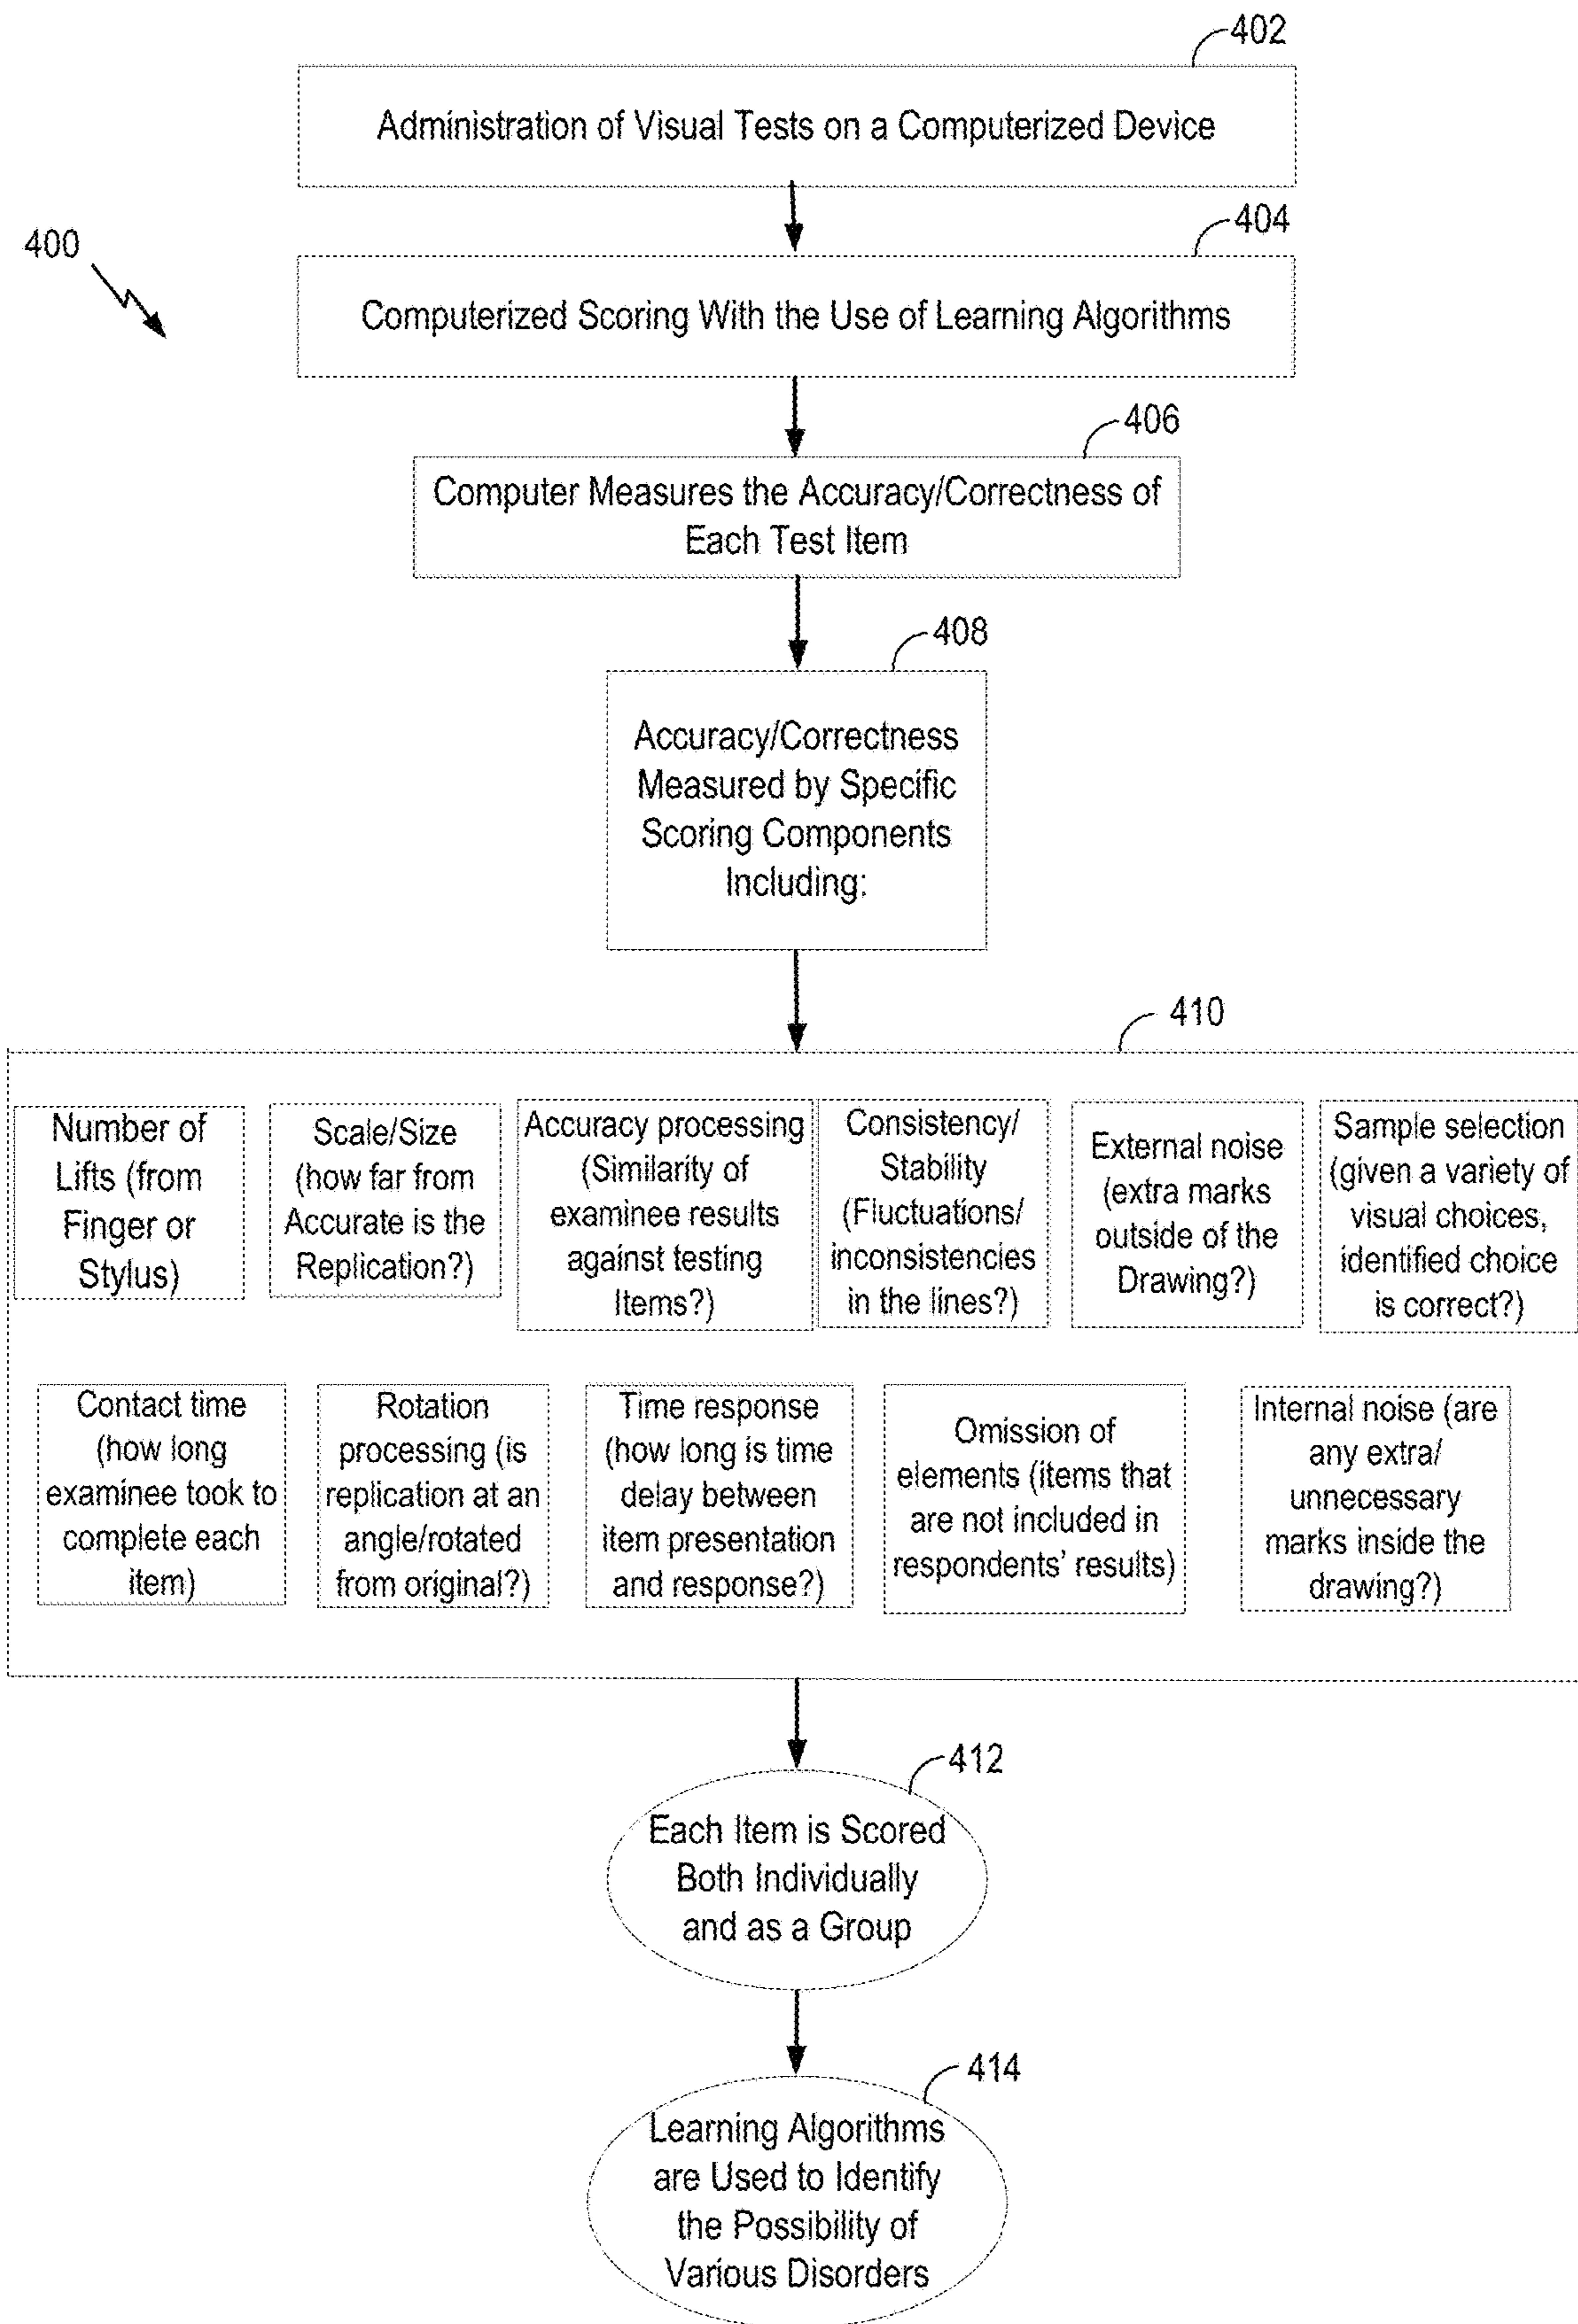 402
Administration of Visual Tests on a Computerized Device
404
400
Computerized Scoring With the Use of Learning Algorithms
406
Computer Measures the Accuracy/Correctness of
Each Test Item
408
Accuracy/Correctness
Measured by Specific
Scoring Components
Including:
410
Number of
Lifts (from
Finger or
Stylus)
Scale/Size
(how far from
Accurate is the
Replication?)
Accuracy processing
(Similarity of
examinee results
against testing
Items?)
Consistency/
Stability
(Fluctuations/
inconsistencies
in the lines?)
External noise
(extra marks
outside of the
Drawing?)
Sample selection
(given a variety of
visual choices,
identified choice
is correct?)
Contact time
(how long
examinee took to
complete each
item)
Rotation
processing (is
replication at an
angle/rotated
from original?)
Time response
(how long is time
delay between
item presentation
and response?)
Omission of
elements (items that
are not included in
respondents' results)
Internal noise (are
any extra/
unnecessary
marks inside the
drawing?)
412
Each Item is Scored
Both Individually
and as a Group
414
Learning Algorithms
are Used to Identify
the Possibility of
Various Disorders